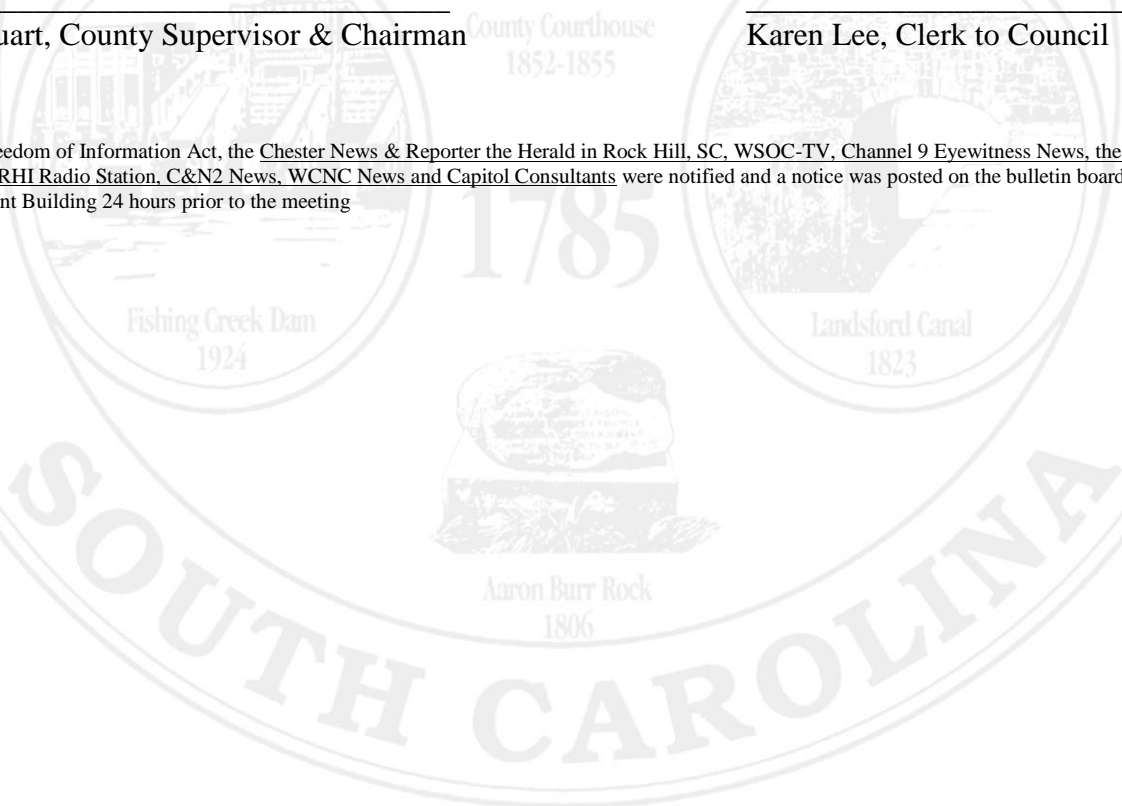 uart, County Supervisor & Chairman
Karen Lee, Clerk to Council
County Courthouse
1852-1855
eedom of Information Act, the Chester News & Reporter the Herald in Rock Hill, SC, WSOC-TV, Channel 9 Eyewitness News, the
RHI Radio Station, C&N2 News, WCNC News and Capitol Consultants were notified and a notice was posted on the bulletin board
nt Building 24 hours prior to the meeting
1785
Fishing Creek Dam
1924
Landsford Canal
1823
Aaron Burr Rock
1806
SOUTH CAROLINA